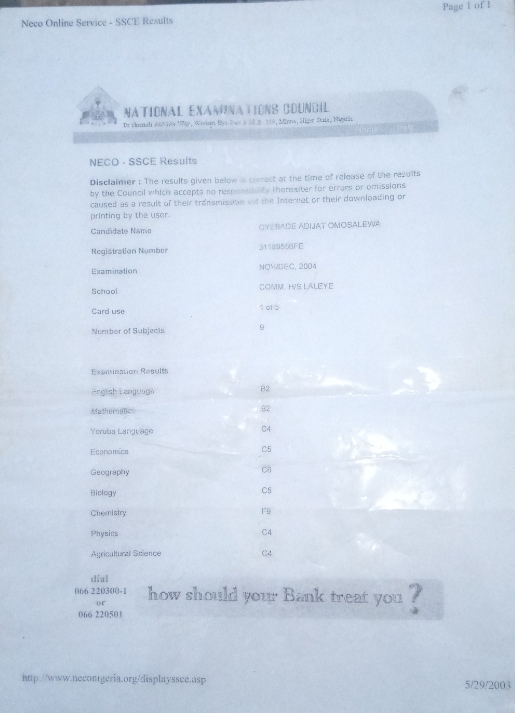 Page 1 of 1
Neco Online Service - SSCE Results
NATIONAL EXAMINATIONS COUNCIL
NECO - SSCE Results
Disclaimer : The results given below is correct at the time of release of the results
by the Council which accepts no responsibility thereafter for errors or omissions
caused as a result of their transmission via the Internet or their downloading or
printing by the user.
Candidate Name ADIJAT OMOSALEWA
Registration Number
Examination NOV/DEC, 2004
School COMM. H/S LALEYE
Card use 1 of 5
Number of Subjects 9
Examination Results
English Language B2
Mathematics B2
Yoruba Language C4
Economics C5
Geography C6
Biology C5
Chemistry F9
Physics C4
Agricultural Science C4
dial
066 220300-1
or
066 220501
how should your Bank treat you ?
http://www.neconigeria.org/displayssce.asp
5/29/2003